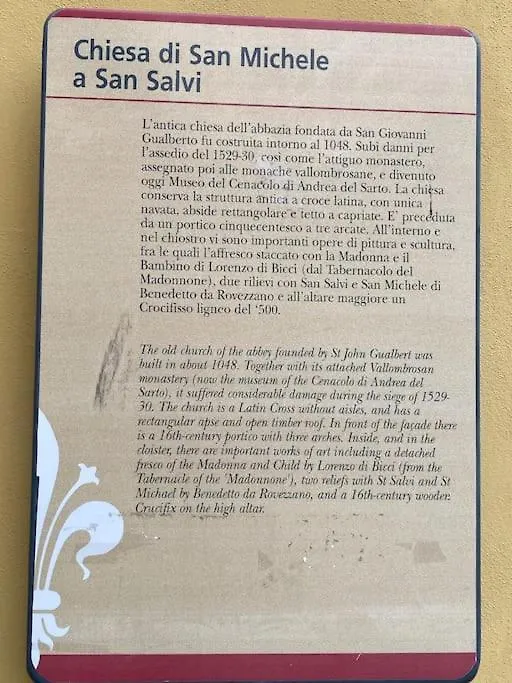 Chiesa di San Michele
a San Salvi
L'antica chiesa dell'abbazia fondata da San Giovanni
Gualberto fu costruita intorno al 1048. Subì danni per
l'assedio del 1529-30, così come l'attiguo monastero,
assegnato poi alle monache vallombrosane, e divenuto
oggi Museo del Cenacolo di Andrea del Sarto. La chiesa
conserva la struttura antica a croce latina, con unica
navata, abside rettangolare e tetto a capriate. E' preceduta
da un portico cinquecentesco a tre arcate. All'interno e
nel chiostro vi sono importanti opere di pittura e scultura,
fra le quali l'affresco staccato con la Madonna e il
Bambino di Lorenzo di Bicci (dal Tabernacolo del
Madonnone), due rilievi con San Salvi e San Michele di
Benedetto da Rovezzano e all'altare maggiore un
Crocifisso ligneo del '500.
The old church of the abbey founded by St John Gualbert was
built in about 1048. Together with its attached Vallombrosan
monastery (now the museum of the Cenacolo di Andrea del
Sarto), it suffered considerable damage during the siege of 1529-
30. The church is a Latin Cross without aisles, and has a
rectangular apse and open timber roof. In front of the façade there
is a 16th-century portico with three arches. Inside, and in the
cloister, there are important works of art including a detached
fresco of the Madonna and Child by Lorenzo di Bicci (from the
Tabernacle of the 'Madonnone'), two reliefs with St Salvi and St
Michael by Benedetto da Rovezzano, and a 16th-century wooden
Crucifix on the high altar.